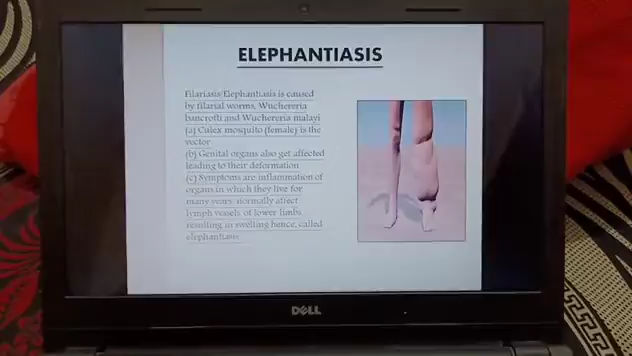 ELEPHANTIASIS
Filariasis/Elephantiasis is caused
by filarial worms, Wuchereria
bancrofti and Wuchereria malayi
(a) Culex mosquito (female) is the
vector.
(b) Genital organs also get affected
leading to their deformation.
(c) Symptoms are inflammation of
organs in which they live for
many years, normally affect
lymph vessels of lower limbs
resulting in swelling hence, called
elephantiasis.
DELL